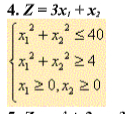 4. Z = 3x₁ + x₂
x₁² + x₂² ≤ 40
x₁² + x₂² ≥ 4
x₁ ≥ 0, x₂ ≥ 0